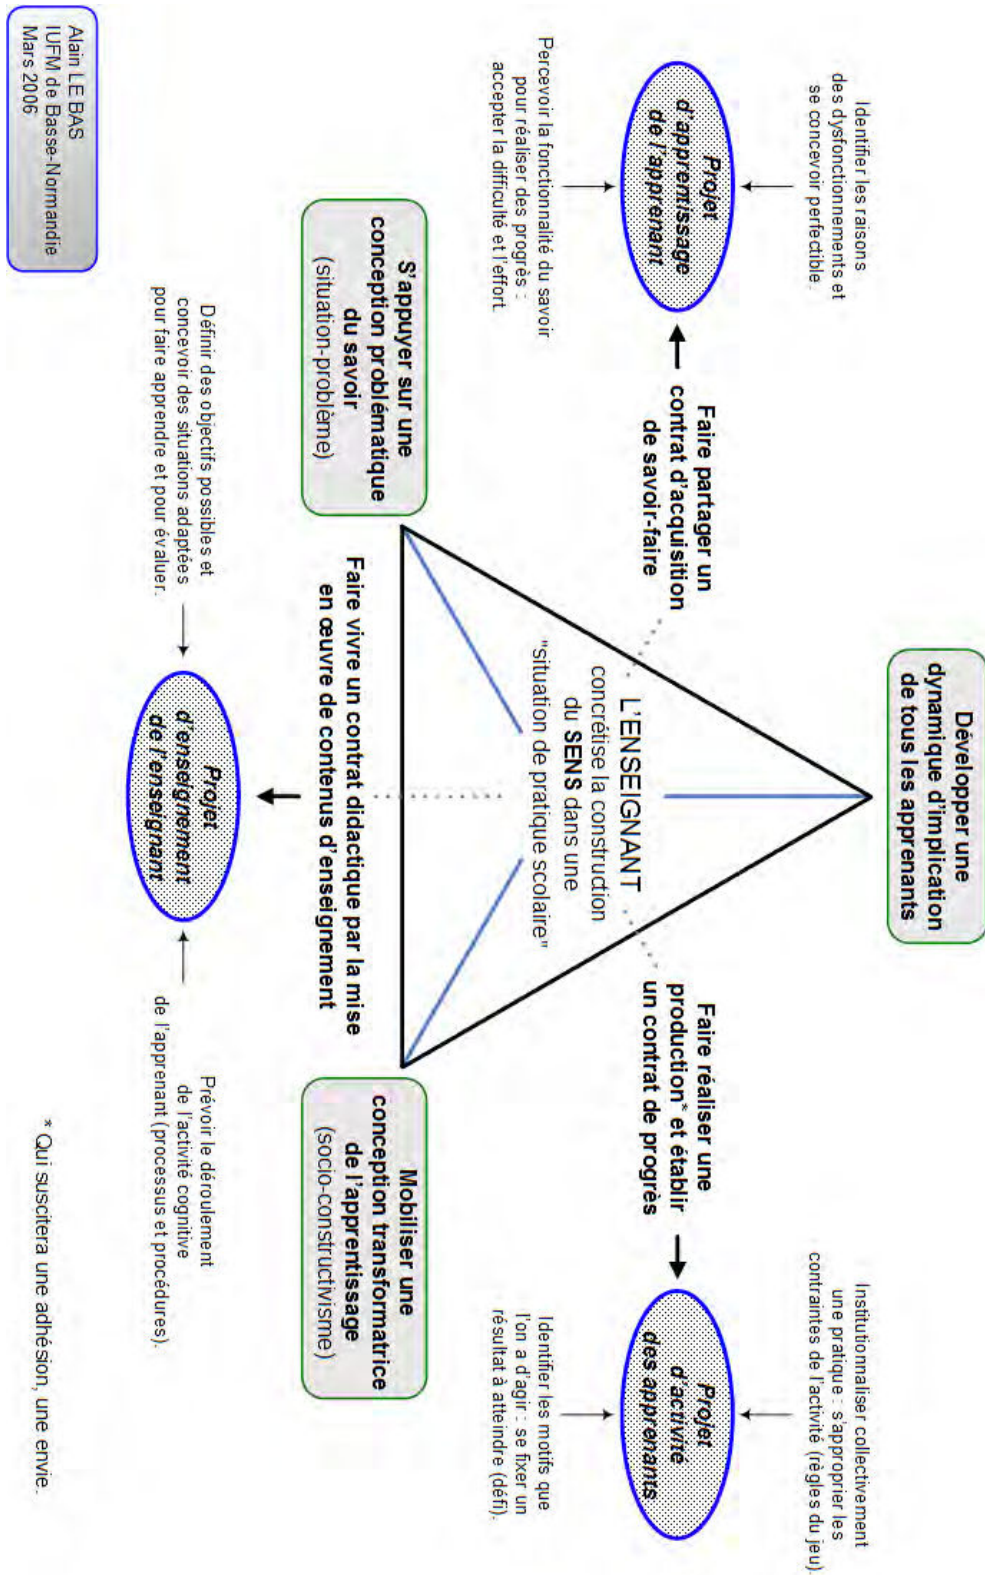 Développer une
dynamique d'implication
de tous les apprenants
Identifier les raisons
des dysfonctionnements et
se concevoir perfectible.
Projet
d'apprentissage
de l'apprenant
Percevoir la fonctionnalité du savoir
pour réaliser des progrès :
accepter la difficulté et l'effort.
Faire partager un
contrat d'acquisition
de savoir-faire
L'ENSEIGNANT
concrétise la construction
du SENS dans une
"situation de pratique scolaire"
Faire réaliser une
production* et établir
un contrat de progrès
Institutionnaliser collectivement
une pratique : s'approprier les
contraintes de l'activité (règles du jeu).
Projet
d'activité
des apprenants
Identifier les motifs que
l'on a d'agir : se fixer un
résultat à atteindre (défi).
S'appuyer sur une
conception problématique
du savoir
(situation-problème)
Faire vivre un contrat didactique par la mise
en œuvre de contenus d'enseignement
Mobiliser une
conception transformatrice
de l'apprentissage
(socio-constructivisme)
Définir des objectifs possibles et
concevoir des situations adaptées
pour faire apprendre et pour évaluer.
Projet
d'enseignement
de l'enseignant
Prévoir le déroulement
de l'activité cognitive
de l'apprenant (processus et procédures).
Alain LE BAS
IUFM de Basse-Normandie
Mars 2006
* Qui suscitera une adhésion, une envie.